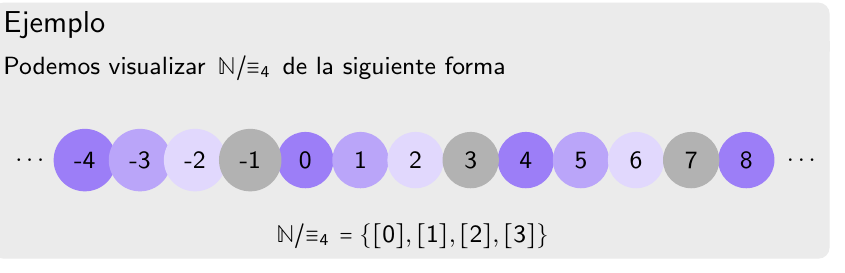 Ejemplo
Podemos visualizar ℕ/≡₄ de la siguiente forma
··· -4 -3 -2 -1 0 1 2 3 4 5 6 7 8 ···
ℕ/≡₄ = {[0], [1], [2], [3]}